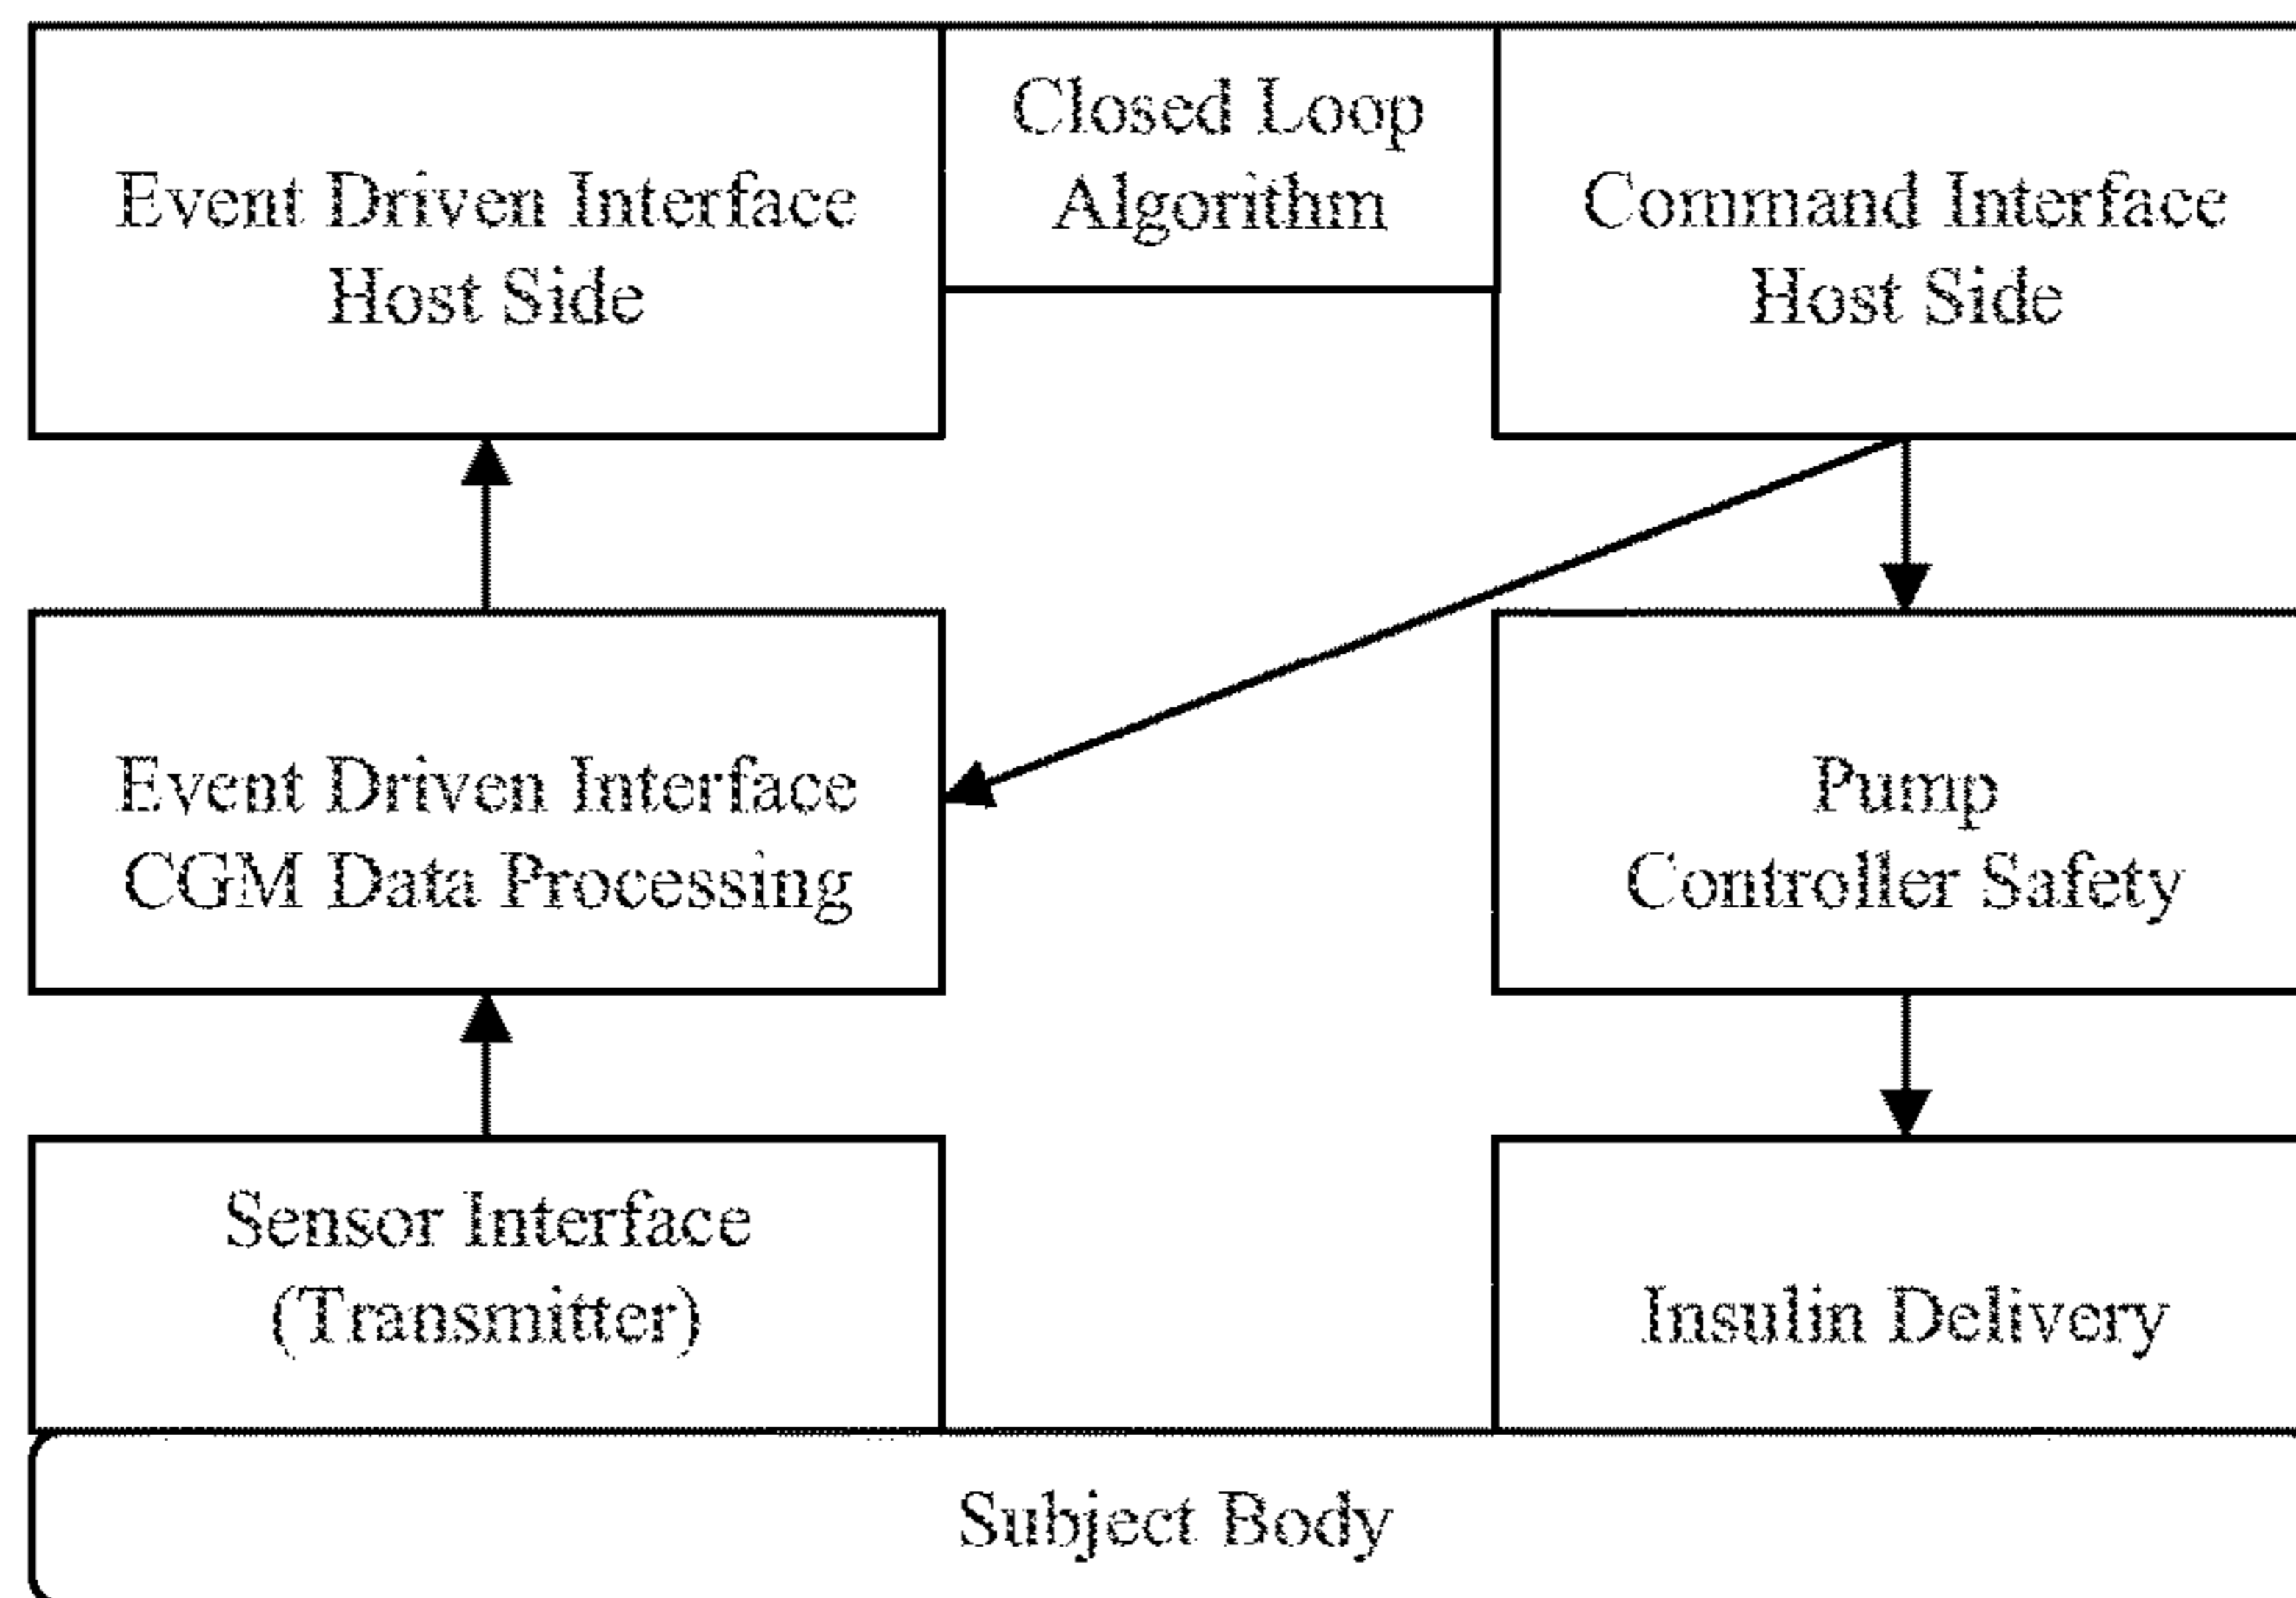 Event Driven Interface
Host Side
Closed Loop
Algorithm
Command Interface
Host Side
Event Driven Interface
CGM Data Processing
Pump
Controller Safety
Sensor Interface
(Transmitter)
Insulin Delivery
Subject Body